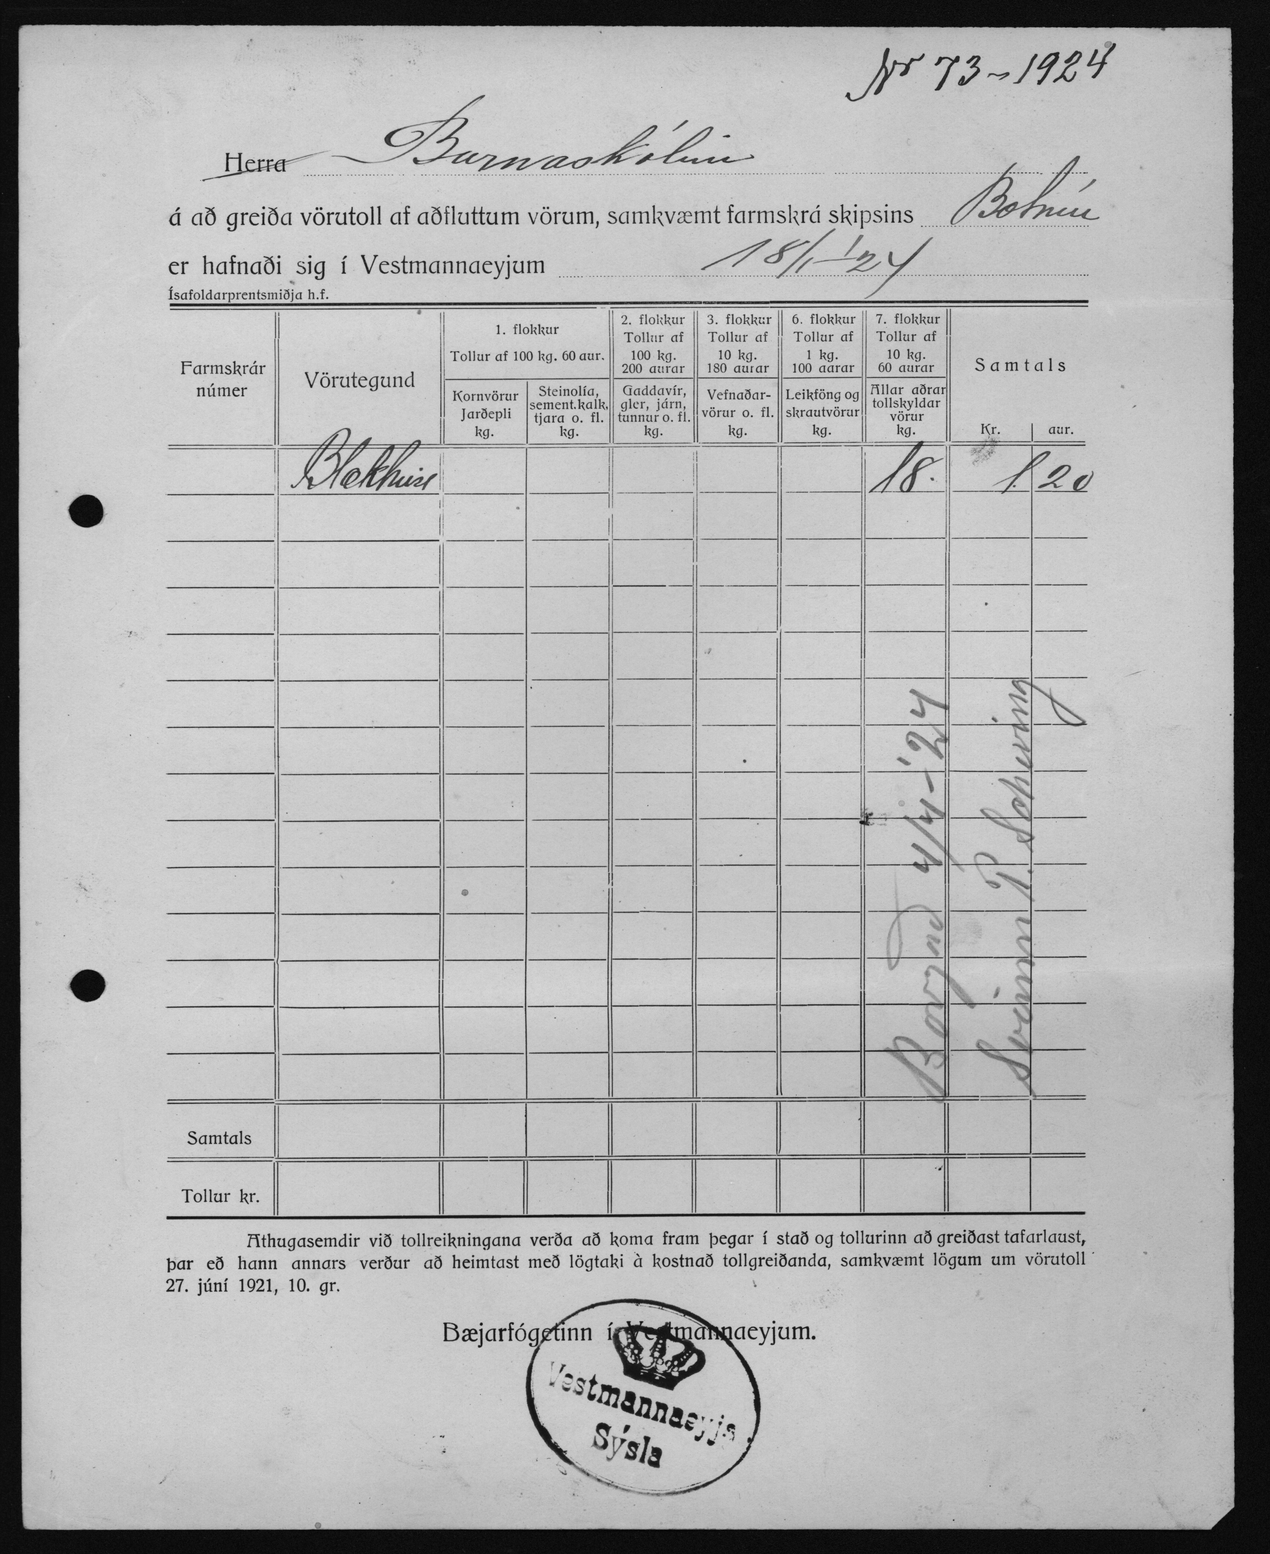 Nr 73 - 1924
Herra Barnaskólinn
á að greiða vörutoll af aðfluttum vörum, samkvæmt farmskrá skipsins Botníu
er hafnaði sig í Vestmannaeyjum 18/1-'24
Ísafoldarprentsmiðja h.f.
Farmskrár númer
Vörutegund
1. flokkur
Tollur af 100 kg. 60 aur.
Kornvörur Jarðepli kg.
Steinolía, sement.kalk, tjara o. fl. kg.
2. flokkur Tollur af 100 kg. 200 aurar
Gaddavír, gler, járn, tunnur o. fl. kg.
3. flokkur Tollur af 10 kg. 180 aurar
Vefnaðar-vörur o. fl. kg.
6. flokkur Tollur af 1 kg. 100 aarar
Leikföng og skrautvörur kg.
7. flokkur Tollur af 10 kg. 60 aurar
Allar aðrar tollskyldar vörur kg.
Samtals
Kr. aur.
18. 1. 20
Borgað 4/4-'24
Sveinn P. Scheving
Samtals
Tollur kr.
Athugasemdir við tollreikningana verða að koma fram þegar í stað og tollurinn að greiðast tafarlaust,
þar eð hann annars verður að heimtast með lögtaki à kostnað tollgreiðanda, samkvæmt lögum um vörutoll
27. júní 1921, 10. gr.
Bæjarfógetinn í Vestmannaeyjum.
Vestmannaeyja
Sýsla